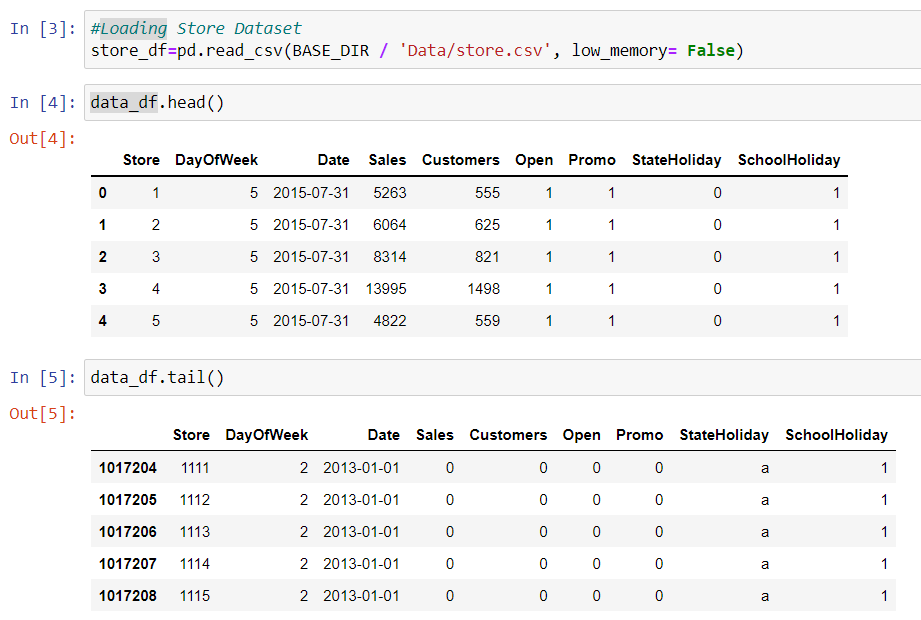 In [3]: #Loading Store Dataset
store_df=pd.read_csv(BASE_DIR / 'Data/store.csv', low_memory= False)
In [4]: data_df.head()
Out[4]:
Store DayOfWeek Date Sales Customers Open Promo StateHoliday SchoolHoliday
0 1 5 2015-07-31 5263 555 1 1 0 1
1 2 5 2015-07-31 6064 625 1 1 0 1
2 3 5 2015-07-31 8314 821 1 1 0 1
3 4 5 2015-07-31 13995 1498 1 1 0 1
4 5 5 2015-07-31 4822 559 1 1 0 1
In [5]: data_df.tail()
Out[5]:
Store DayOfWeek Date Sales Customers Open Promo StateHoliday SchoolHoliday
1017204 1111 2 2013-01-01 0 0 0 0 a 1
1017205 1112 2 2013-01-01 0 0 0 0 a 1
1017206 1113 2 2013-01-01 0 0 0 0 a 1
1017207 1114 2 2013-01-01 0 0 0 0 a 1
1017208 1115 2 2013-01-01 0 0 0 0 a 1